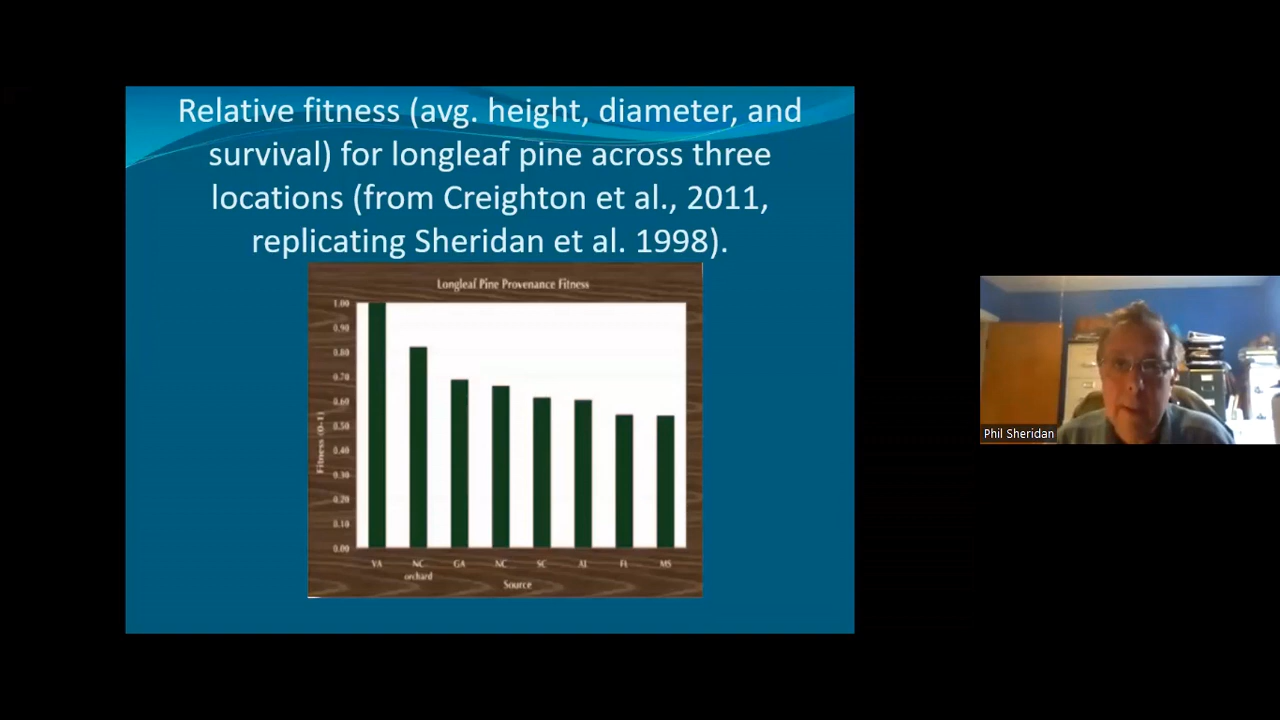 Relative fitness (avg. height, diameter, and
survival) for longleaf pine across three
locations (from Creighton et al., 2011,
replicating Sheridan et al. 1998).
Longleaf Pine Provenance Fitness
1.00
0.90
0.80
0.70
0.60
0.50
0.40
0.30
0.20
0.10
0.00
Fitness (0-1)
VA NC GA NC SC AL FL MS
orchard
Source
Phil Sheridan